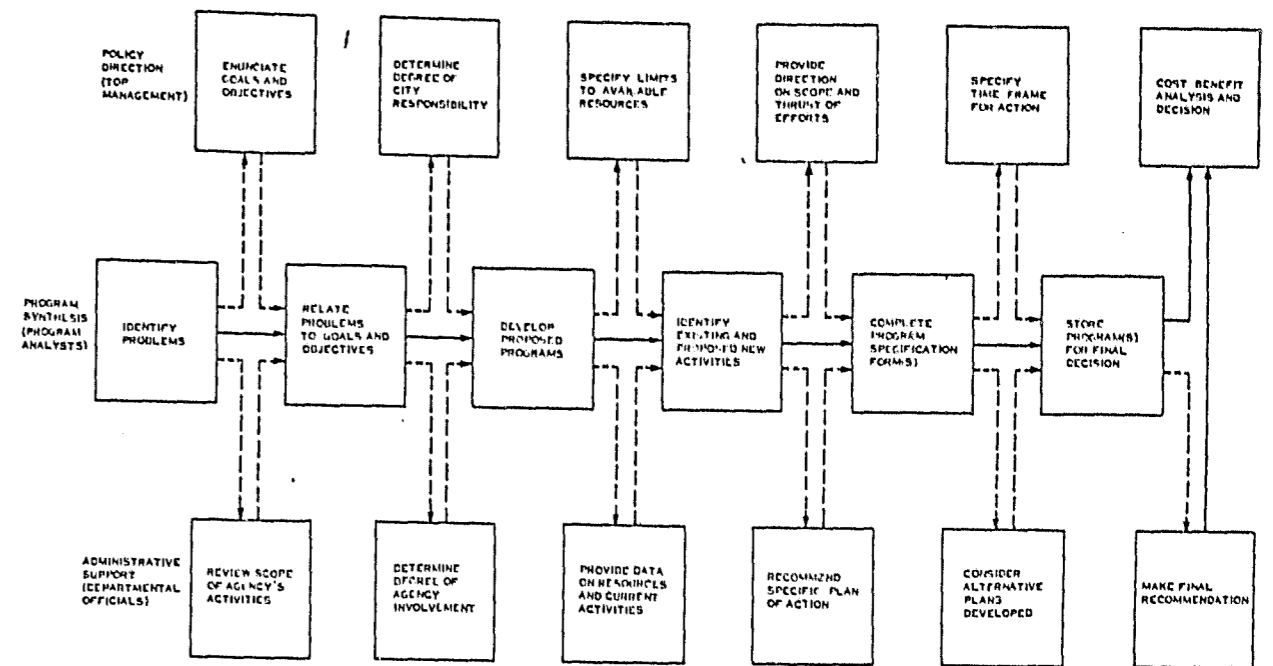 POLICY
DIRECTION
(TOP
MANAGEMENT)
ENUNCIATE
GOALS AND
OBJECTIVES
DETERMINE
DEGREE OF
CITY
RESPONSIBILITY
SPECIFY LIMITS
TO AVAILABLE
RESOURCES
PROVIDE
DIRECTION
ON SCOPE AND
THRUST OF
EFFORTS
SPECIFY
TIME FRAME
FOR ACTION
COST BENEFIT
ANALYSIS AND
DECISION
PROGRAM
SYNTHESIS
(PROGRAM
ANALYSTS)
IDENTIFY
PROBLEMS
RELATE
PROBLEMS
TO GOALS AND
OBJECTIVES
DEVELOP
PROPOSED
PROGRAMS
IDENTIFY
EXISTING AND
PROPOSED NEW
ACTIVITIES
COMPLETE
PROGRAM
SPECIFICATION
FORM(S)
STORE
PROGRAM(S)
FOR FINAL
DECISION
ADMINISTRATIVE
SUPPORT
(DEPARTMENTAL
OFFICIALS)
REVIEW SCOPE
OF AGENCY'S
ACTIVITIES
DETERMINE
DEGREE OF
AGENCY
INVOLVEMENT
PROVIDE DATA
ON RESOURCES
AND CURRENT
ACTIVITIES
RECOMMEND
SPECIFIC PLAN
OF ACTION
CONSIDER
ALTERNATIVE
PLANS
DEVELOPED
MAKE FINAL
RECOMMENDATION